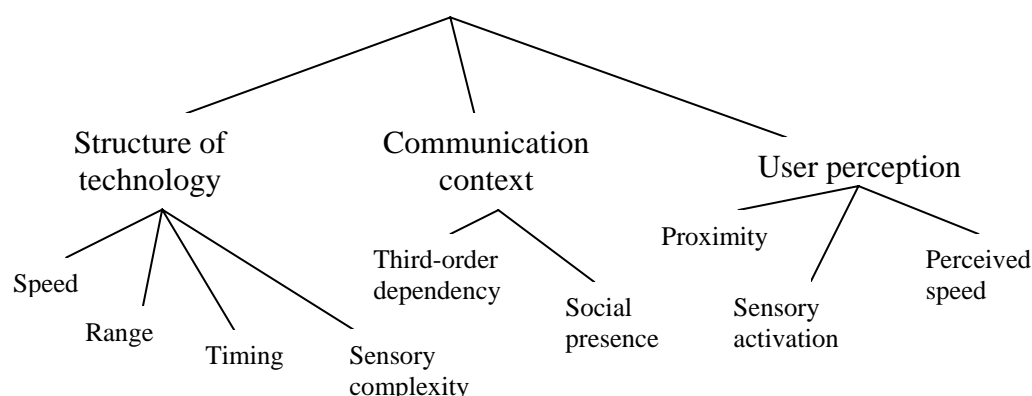 Structure of
technology
Communication
context
User perception
Speed
Range
Timing
Sensory
complexity
Third-order
dependency
Social
presence
Proximity
Sensory
activation
Perceived
speed